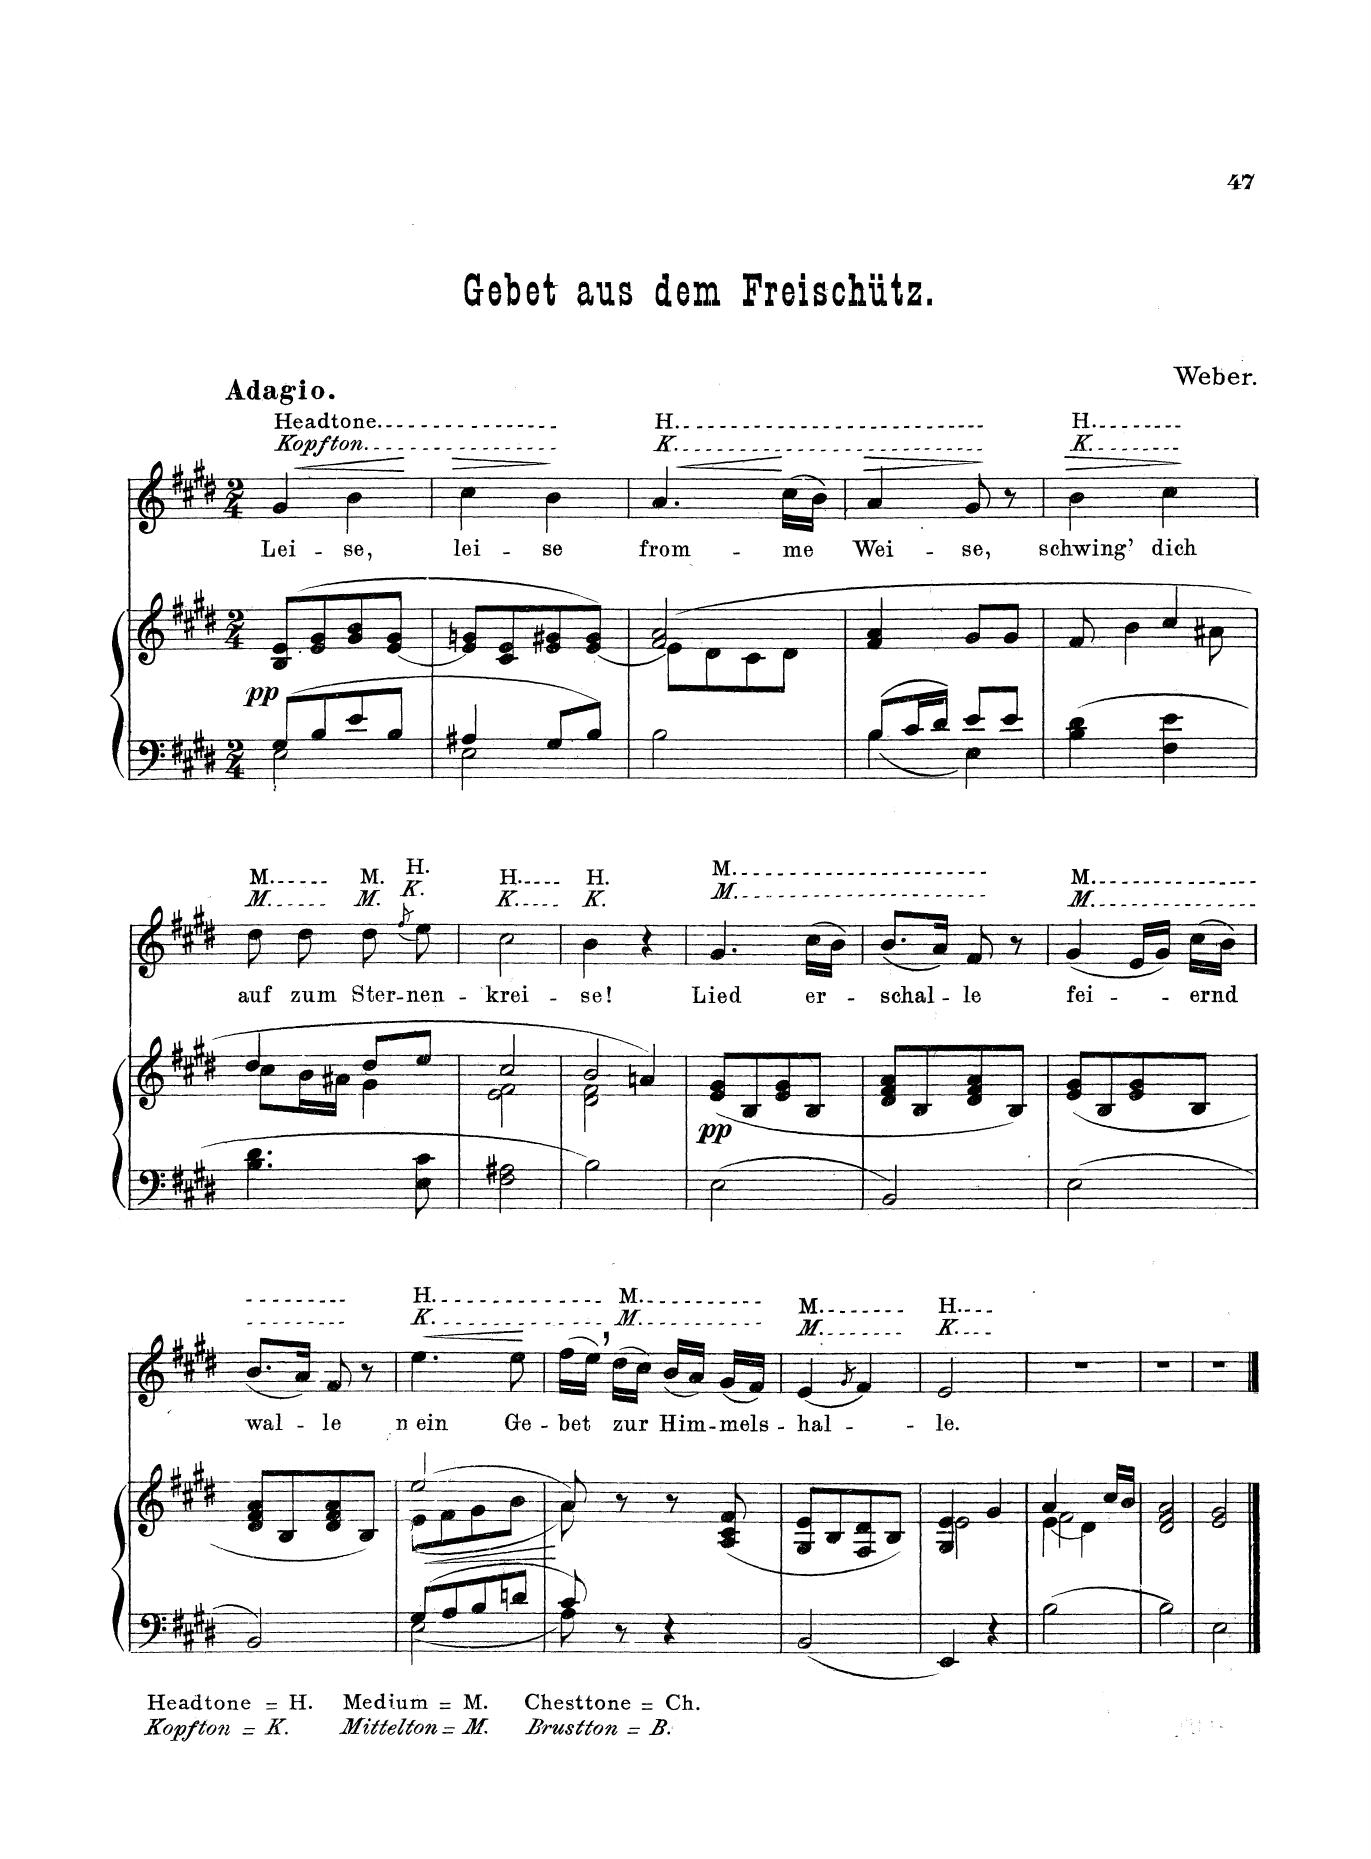 47
Gebet aus dem Freischütz.
Weber.
Adagio.
Headtone. H. H.
Kopfton. K. K.
Lei - se, lei - se from - me Wei - se, schwing' dich
pp
M. M. H. H. H. M. M.
M. M. K. K. K. M. M.
auf zum Ster-nen - krei - se! Lied er - schal - le fei - ernd
pp
H. M. M. H.
K. M. M. K.
wal - le n ein Ge - bet zur Him-mels - hal - le.
Headtone = H. Medium = M. Chesttone = Ch.
Kopfton = K. Mittelton = M. Brustton = B.